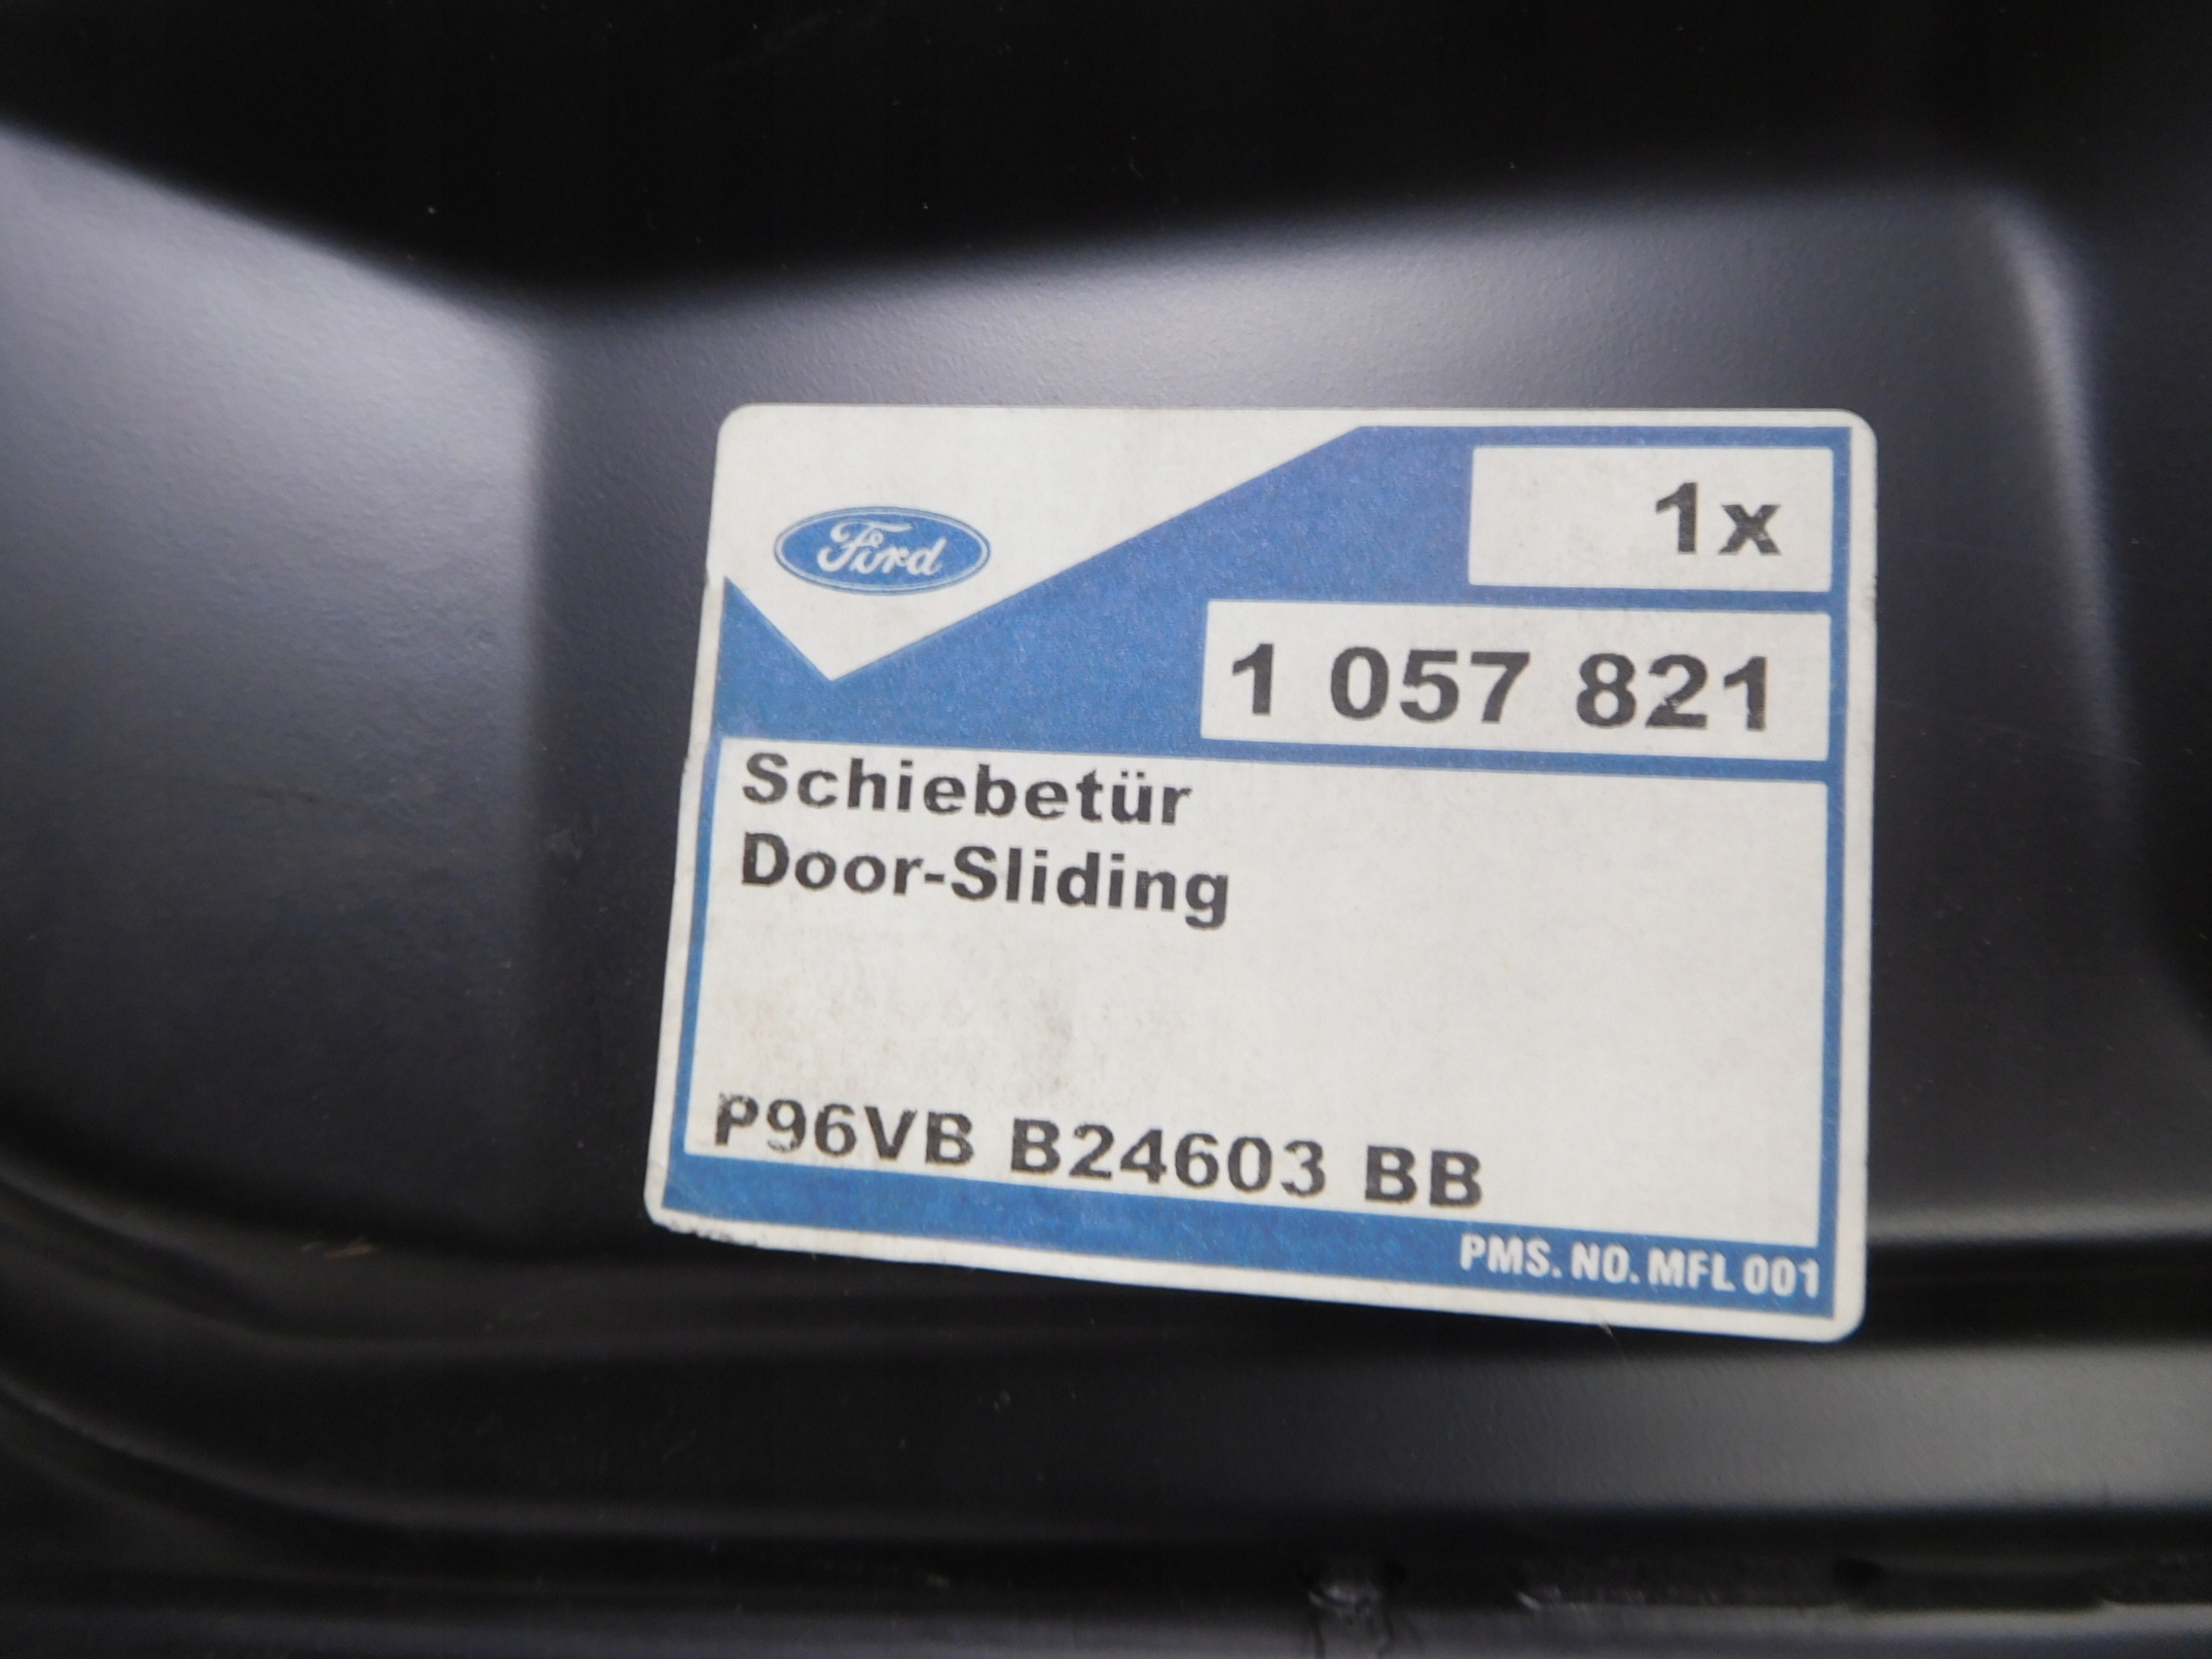 Ford
1x
1 057 821
Schiebetür
Door-Sliding
P96VB B24603 BB
PMS. NO. MFL 001